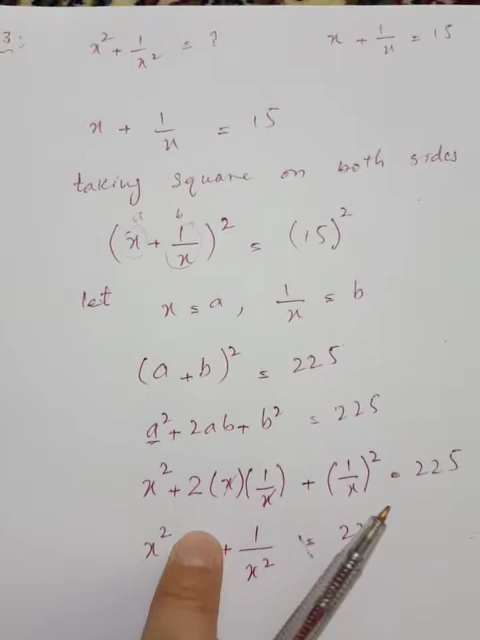 3:
x² + 1/x² = ?
x + 1/x = 15
x + 1/x = 15
taking square on both sides
a b
(x + 1/x)² = (15)²
let x = a, 1/x = b
(a + b)² = 225
a² + 2ab + b² = 225
x² + 2(x)(1/x) + (1/x)² = 225
x² + 1/x² =